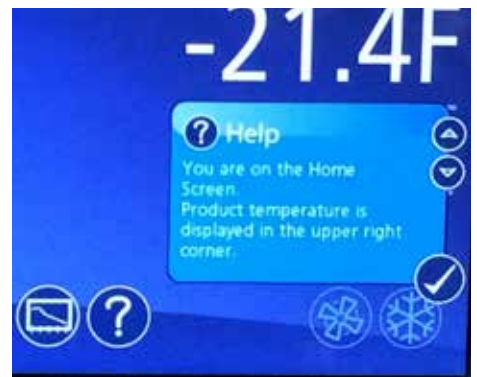 -21.4F
? Help
You are on the Home
Screen.
Product temperature is
displayed in the upper right
corner.
?